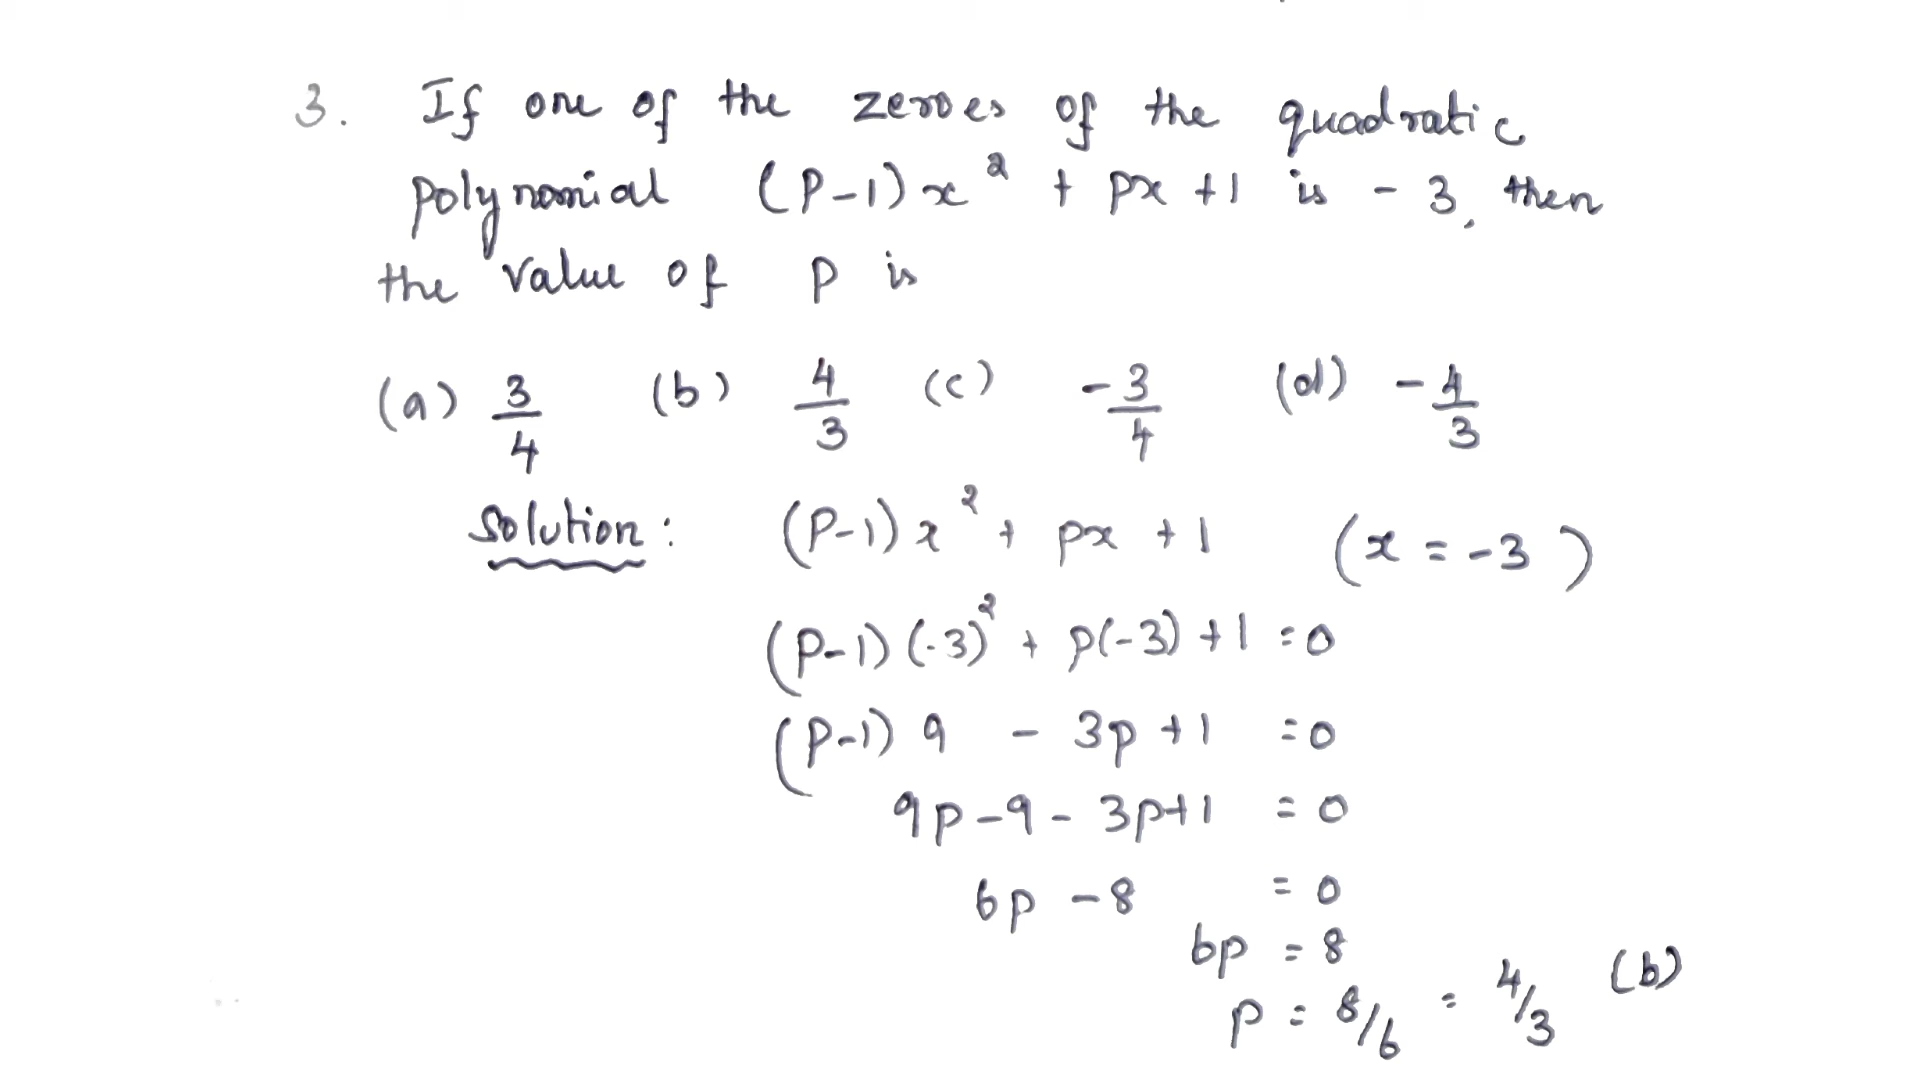 3. If one of the zeroes of the quadratic
polynomial (P-1)x² + px +1 is - 3, then
the value of p is
(a) 3/4 (b) 4/3 (c) -3/4 (d) -4/3
Solution: (P-1)x² + px +1 (x = -3)
(P-1)(-3)² + p(-3) +1 =0
(P-1) 9 - 3p +1 =0
9p-9-3p+1 =0
6p -8 =0
6p = 8
P = 8/6 = 4/3 (b)